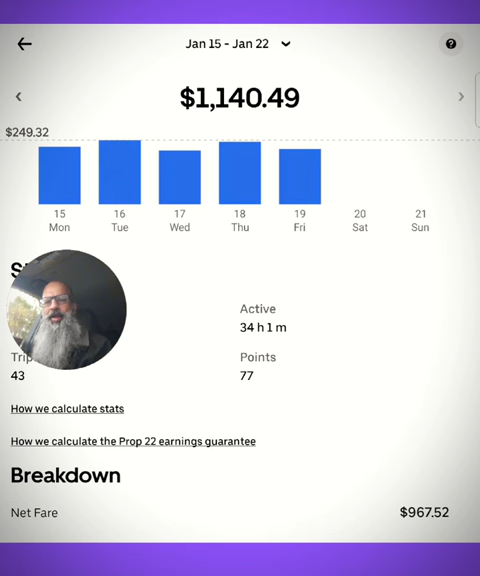 Jan 15 - Jan 22
$1,140.49
$249.32
15 16 17 18 19 20 21
Mon Tue Wed Thu Fri Sat Sun
Active
34 h 1 m
Trip Points
43 77
How we calculate stats
How we calculate the Prop 22 earnings guarantee
Breakdown
Net Fare $967.52